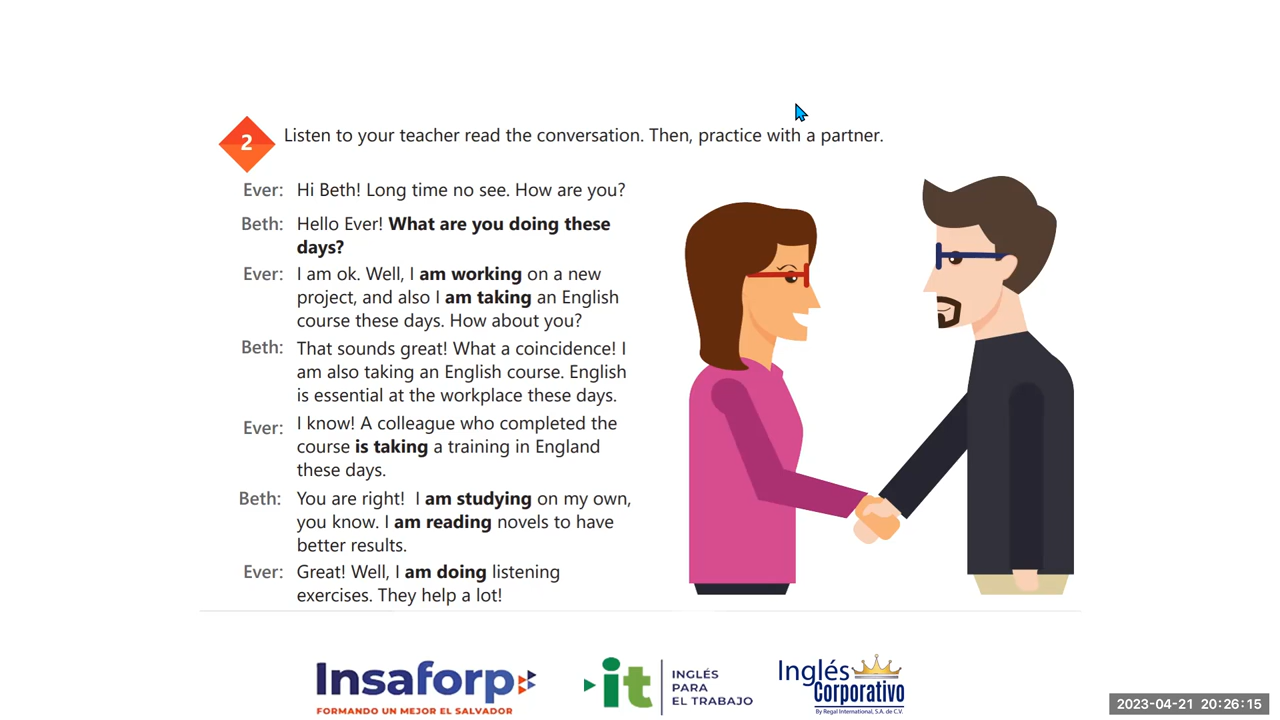 2
Listen to your teacher read the conversation. Then, practice with a partner.
Ever: Hi Beth! Long time no see. How are you?
Beth: Hello Ever! What are you doing these
days?
Ever: I am ok. Well, I am working on a new
project, and also I am taking an English
course these days. How about you?
Beth: That sounds great! What a coincidence! I
am also taking an English course. English
is essential at the workplace these days.
Ever: I know! A colleague who completed the
course is taking a training in England
these days.
Beth: You are right! I am studying on my own,
you know. I am reading novels to have
better results.
Ever: Great! Well, I am doing listening
exercises. They help a lot!
Insaforp
FORMANDO UN MEJOR EL SALVADOR
it
INGLÉS
PARA
EL TRABAJO
Inglés
Corporativo
By Regal International, S.A. de C.V.
2023-04-21 20:26:15